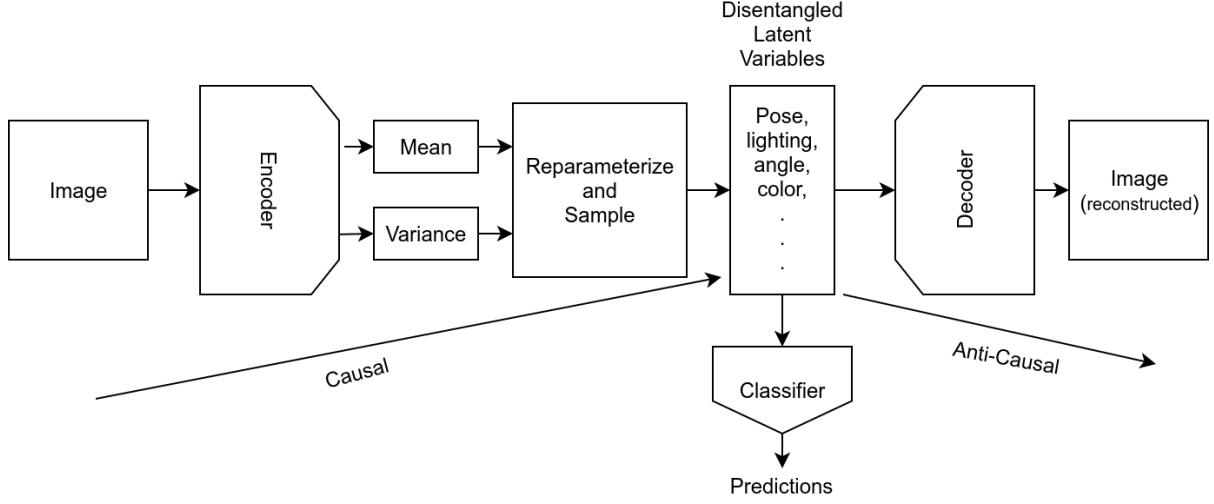 Disentangled
Latent
Variables
Image
Encoder
Mean
Variance
Reparameterize
and
Sample
Pose,
lighting,
angle,
color,
.
.
.
Decoder
Image
(reconstructed)
Causal
Anti-Causal
Classifier
Predictions